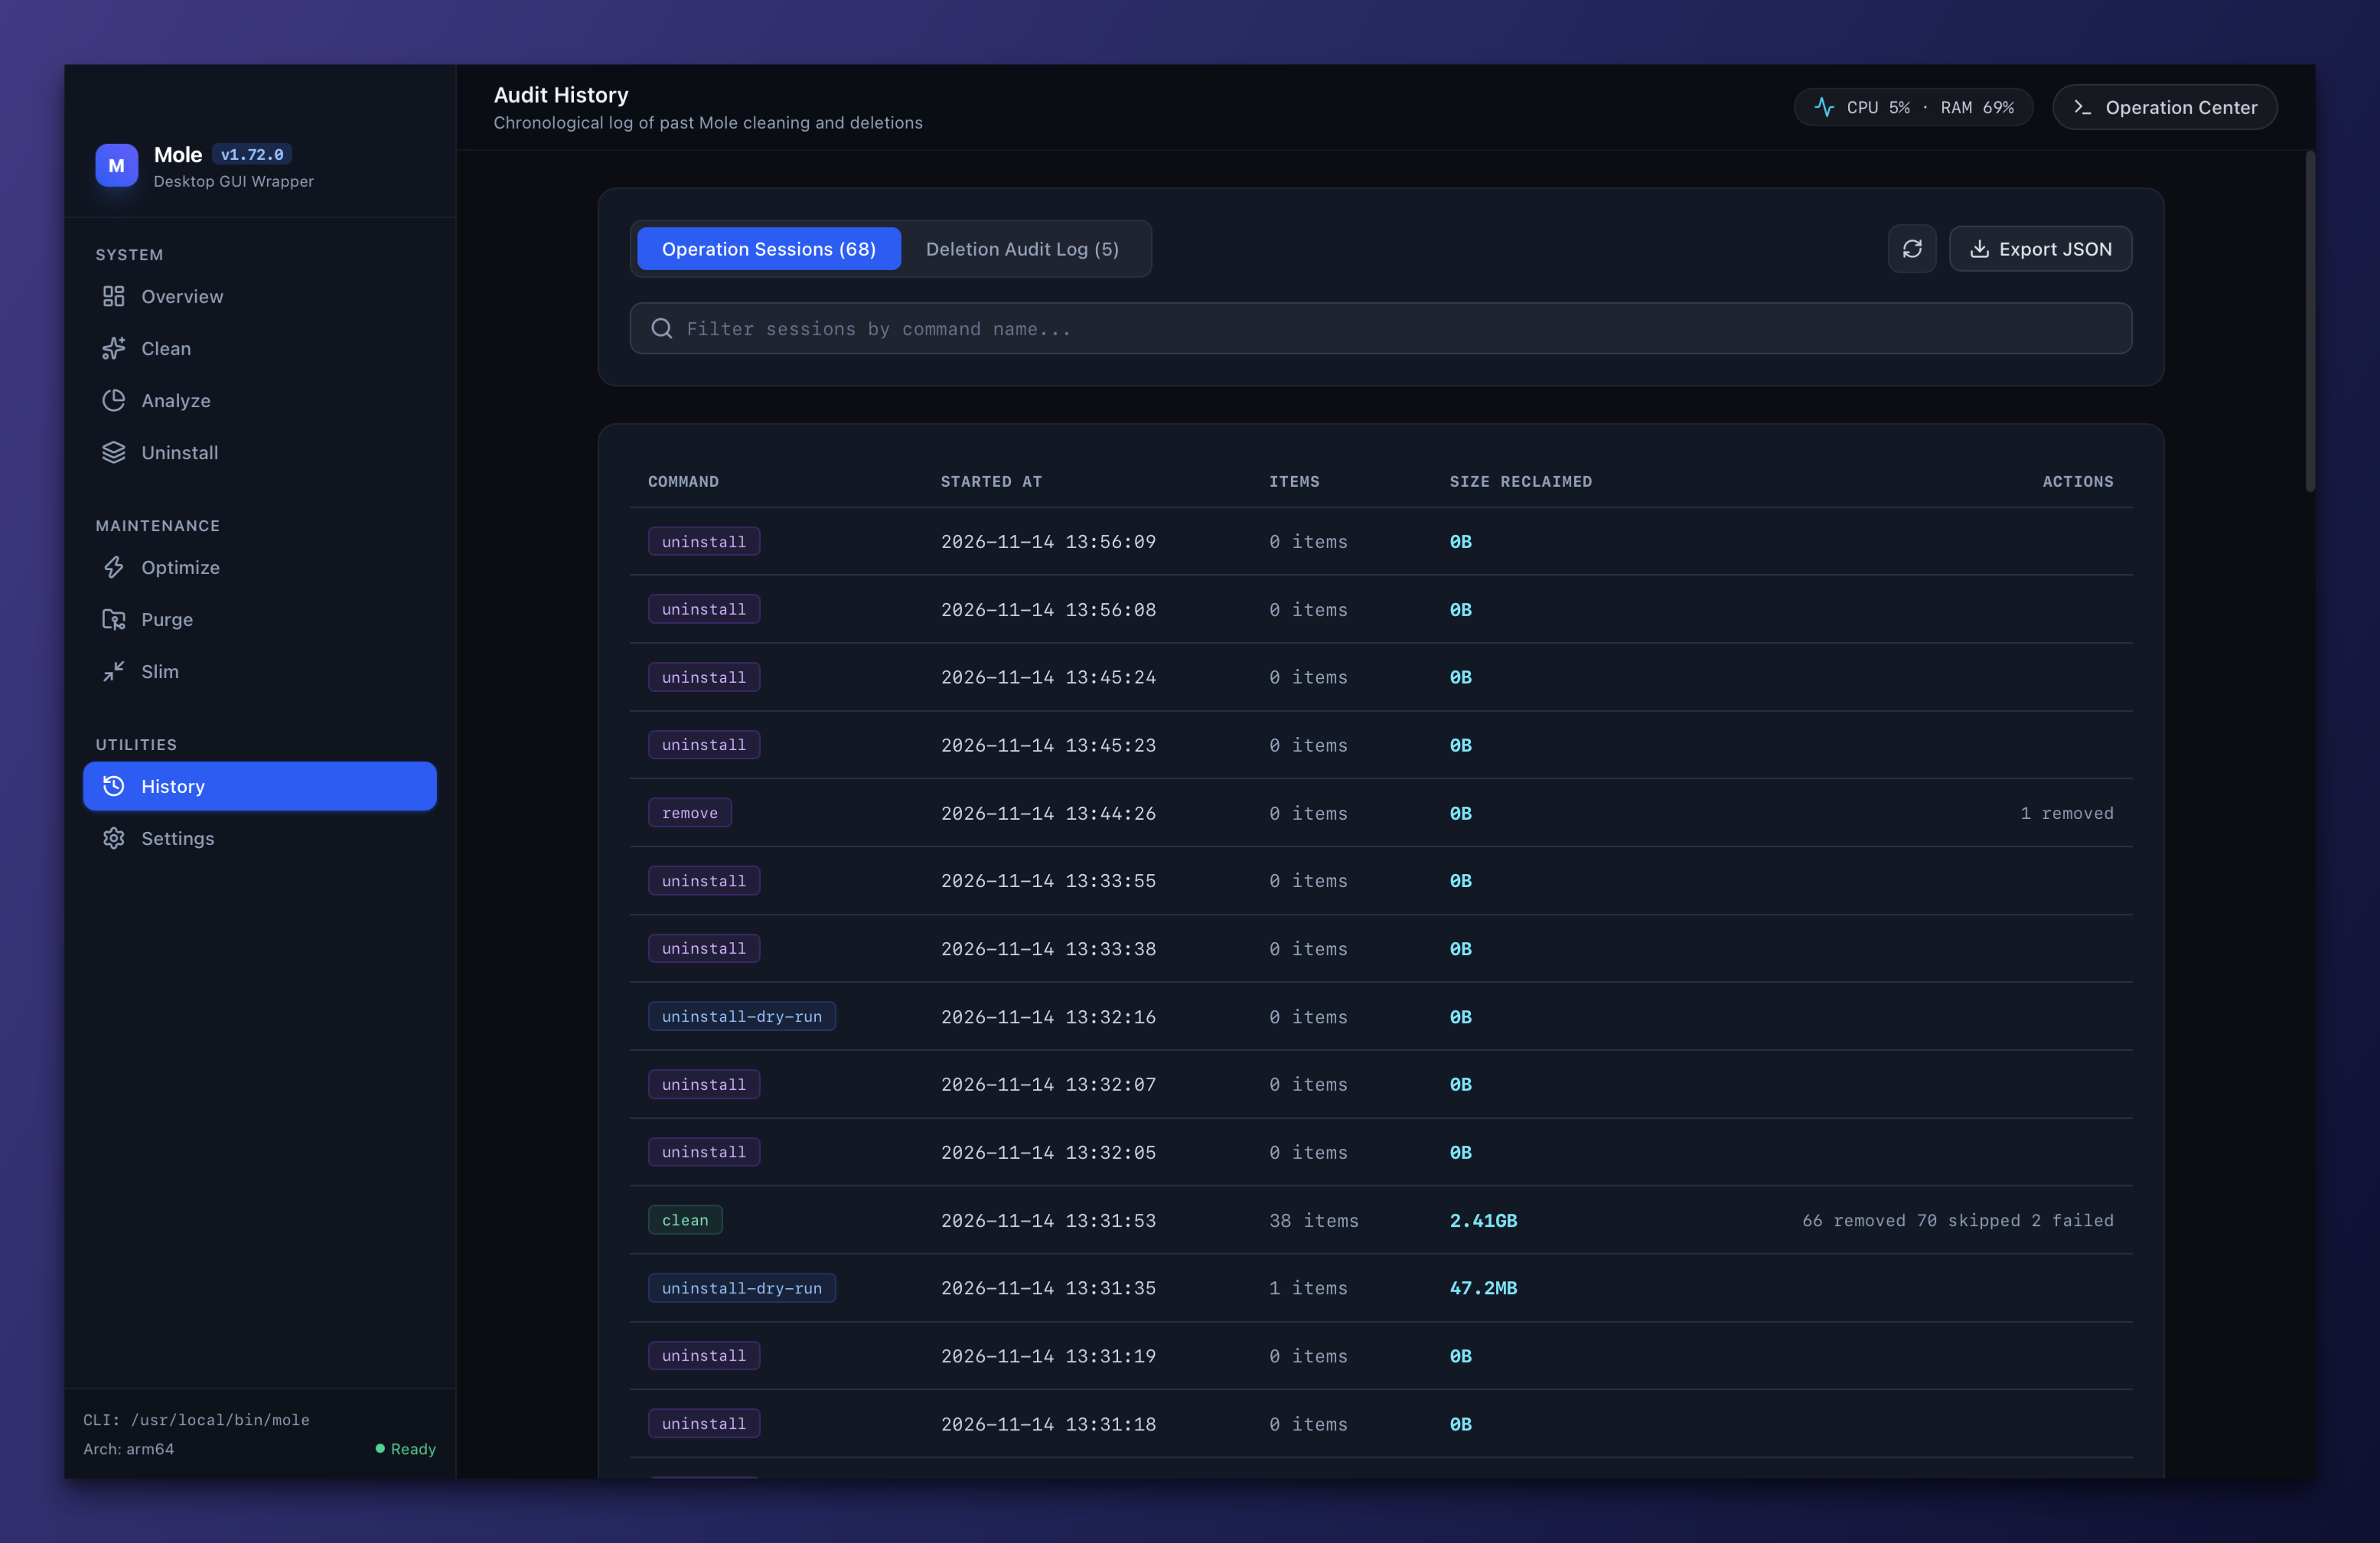 M
Mole v1.72.0
Desktop GUI Wrapper
SYSTEM
Overview
Clean
Analyze
Uninstall
MAINTENANCE
Optimize
Purge
Slim
UTILITIES
History
Settings
CLI: /usr/local/bin/mole
Arch: arm64 Ready
Audit History
Chronological log of past Mole cleaning and deletions
CPU 5% · RAM 69%
Operation Center
Operation Sessions (68) Deletion Audit Log (5)
Export JSON
Filter sessions by command name...
COMMAND STARTED AT ITEMS SIZE RECLAIMED ACTIONS
uninstall 2026-11-14 13:56:09 0 items 0B
uninstall 2026-11-14 13:56:08 0 items 0B
uninstall 2026-11-14 13:45:24 0 items 0B
uninstall 2026-11-14 13:45:23 0 items 0B
remove 2026-11-14 13:44:26 0 items 0B 1 removed
uninstall 2026-11-14 13:33:55 0 items 0B
uninstall 2026-11-14 13:33:38 0 items 0B
uninstall-dry-run 2026-11-14 13:32:16 0 items 0B
uninstall 2026-11-14 13:32:07 0 items 0B
uninstall 2026-11-14 13:32:05 0 items 0B
clean 2026-11-14 13:31:53 38 items 2.41GB 66 removed 70 skipped 2 failed
uninstall-dry-run 2026-11-14 13:31:35 1 items 47.2MB
uninstall 2026-11-14 13:31:19 0 items 0B
uninstall 2026-11-14 13:31:18 0 items 0B